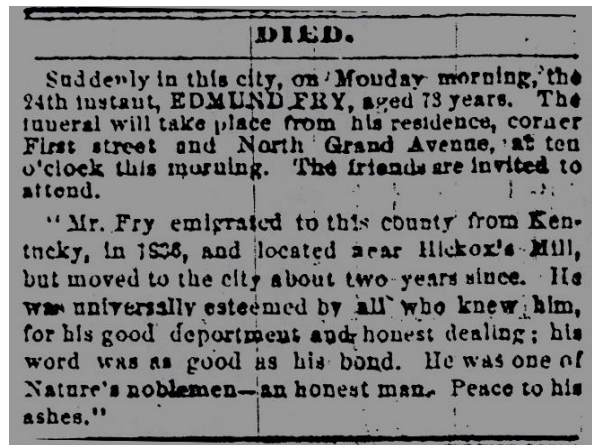 DIED.
Suddenly in this city, on Monday morning, the
24th instant, EDMUND FRY, aged 73 years. The
funeral will take place from his residence, corner
First street and North Grand Avenue, at ten
o'clock this morning. The friends are invited to
attend.
"Mr. Fry emigrated to this county from Ken-
tucky, in 1836, and located near Hickox's Mill,
but moved to the city about two years since. He
was universally esteemed by all who knew him,
for his good department and honest dealing; his
word was as good as his bond. He was one of
Nature's noblemen—an honest man. Peace to his
ashes."